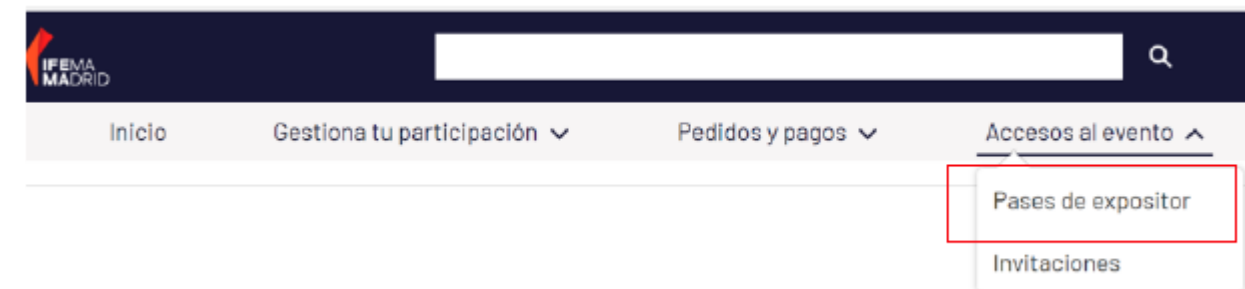 IFEMA
MADRID
Inicio Gestiona tu participación Pedidos y pagos Accesos al evento
Pases de expositor
Invitaciones